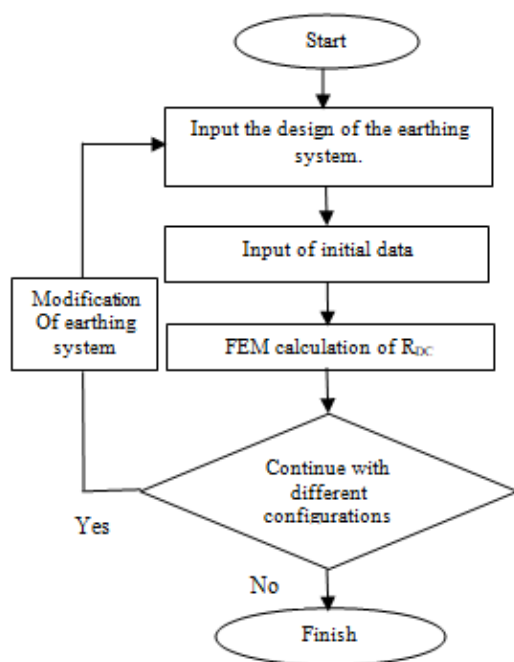 Start
Input the design of the earthing
system.
Input of initial data
Modification
Of earthing
system
FEM calculation of R_DC
Continue with
different
configurations
Yes
No
Finish